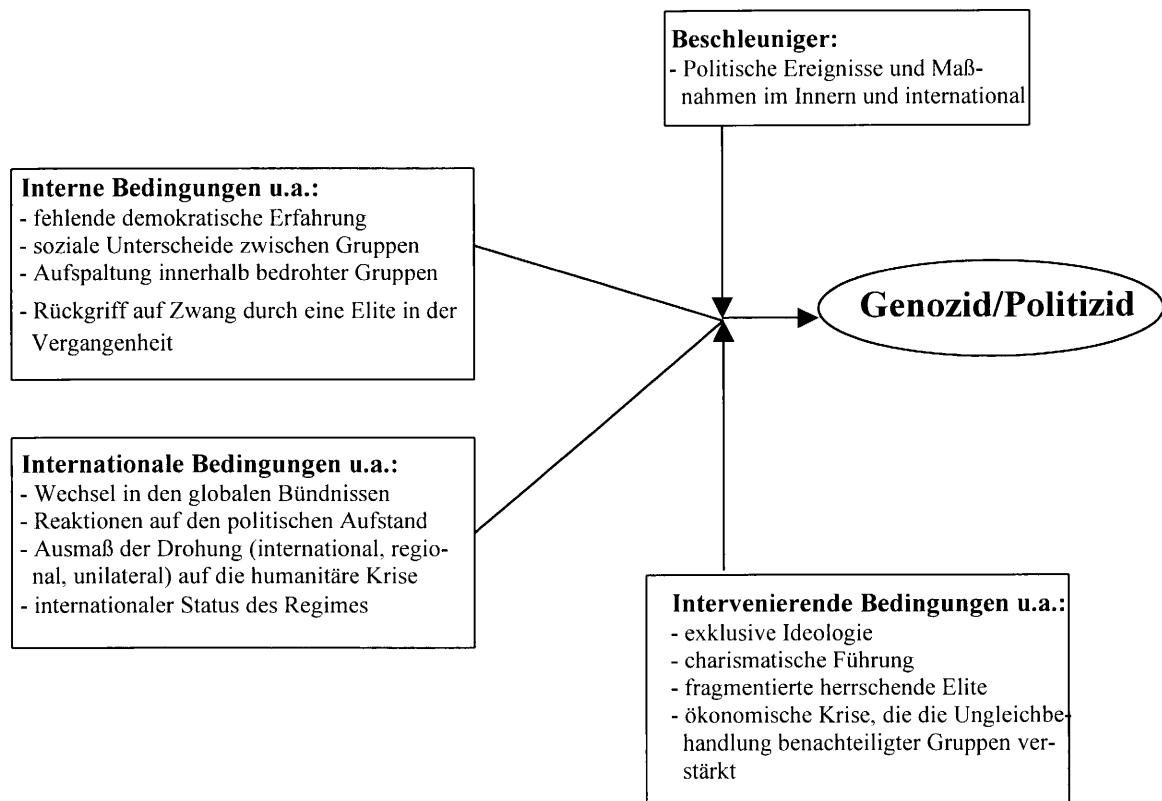 Beschleuniger:
- Politische Ereignisse und Maß-
nahmen im Innern und international
Interne Bedingungen u.a.:
- fehlende demokratische Erfahrung
- soziale Unterscheide zwischen Gruppen
- Aufspaltung innerhalb bedrohter Gruppen
- Rückgriff auf Zwang durch eine Elite in der
Vergangenheit
Genozid/Politizid
Internationale Bedingungen u.a.:
- Wechsel in den globalen Bündnissen
- Reaktionen auf den politischen Aufstand
- Ausmaß der Drohung (international, regio-
nal, unilateral) auf die humanitäre Krise
- internationaler Status des Regimes
Intervenierende Bedingungen u.a.:
- exklusive Ideologie
- charismatische Führung
- fragmentierte herrschende Elite
- ökonomische Krise, die die Ungleichbe-
handlung benachteiligter Gruppen ver-
stärkt